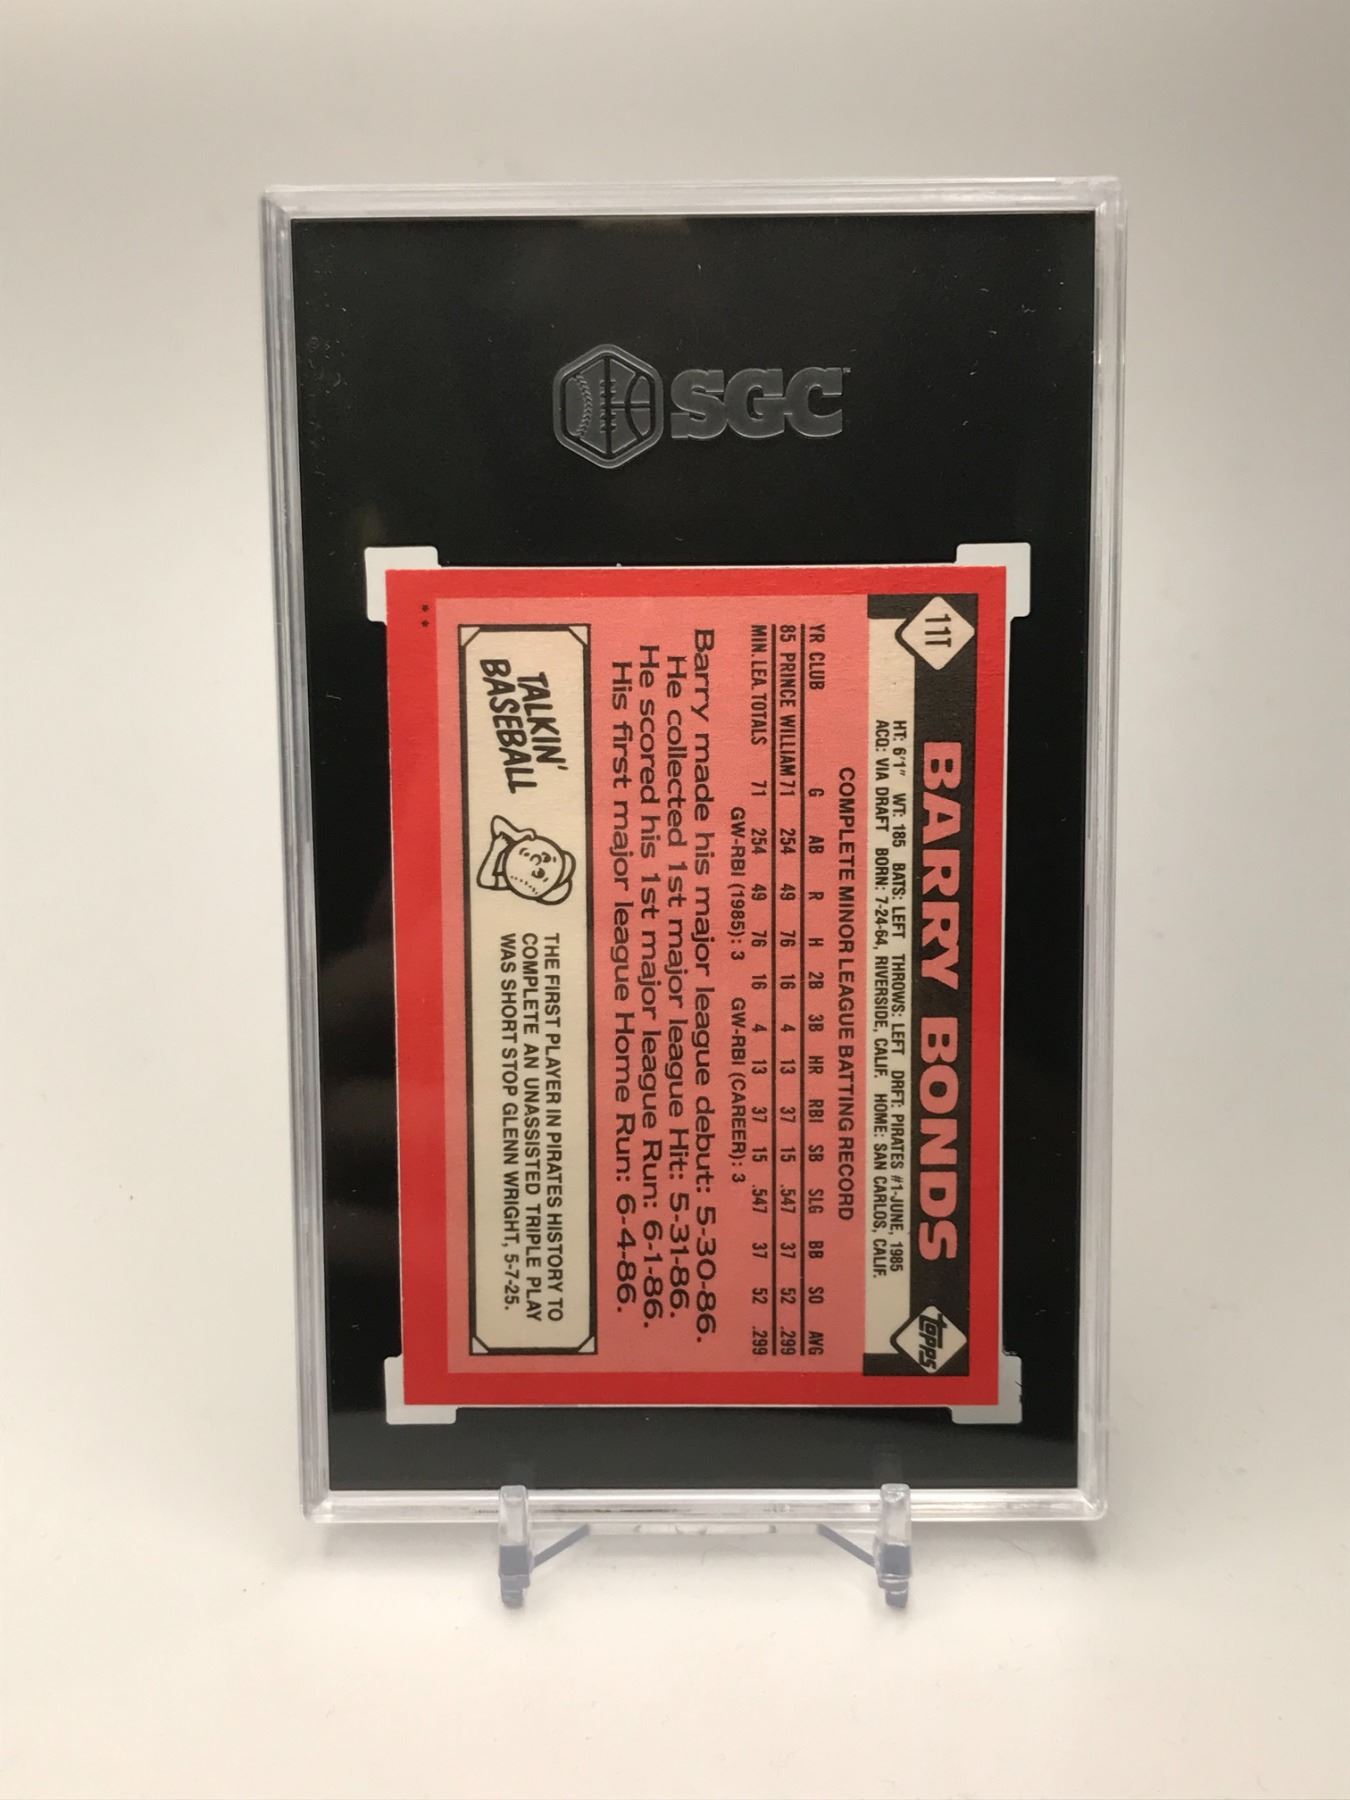 SGC
11T
BARRY BONDS
topps
HT: 6'1" WT: 185 BATS: LEFT THROWS: LEFT DRFT: PIRATES #1-JUNE, 1985
ACQ: VIA DRAFT BORN: 7-24-64, RIVERSIDE, CALIF. HOME: SAN CARLOS, CALIF.
COMPLETE MINOR LEAGUE BATTING RECORD
YR CLUB G AB R H 2B 3B HR RBI SB SLG BB SO AVG
85 PRINCE WILLIAM 71 254 49 76 16 4 13 37 15 .547 37 52 .299
MIN. LEA. TOTALS 71 254 49 76 16 4 13 37 15 .547 37 52 .299
GW-RBI (1985): 3 GW-RBI (CAREER): 3
Barry made his major league debut: 5-30-86.
He collected 1st major league Hit: 5-31-86.
He scored his 1st major league Run: 6-1-86.
His first major league Home Run: 6-4-86.
TALKIN'
BASEBALL
THE FIRST PLAYER IN PIRATES HISTORY TO
COMPLETE AN UNASSISTED TRIPLE PLAY
WAS SHORTSTOP GLENN WRIGHT, 5-7-25.
**